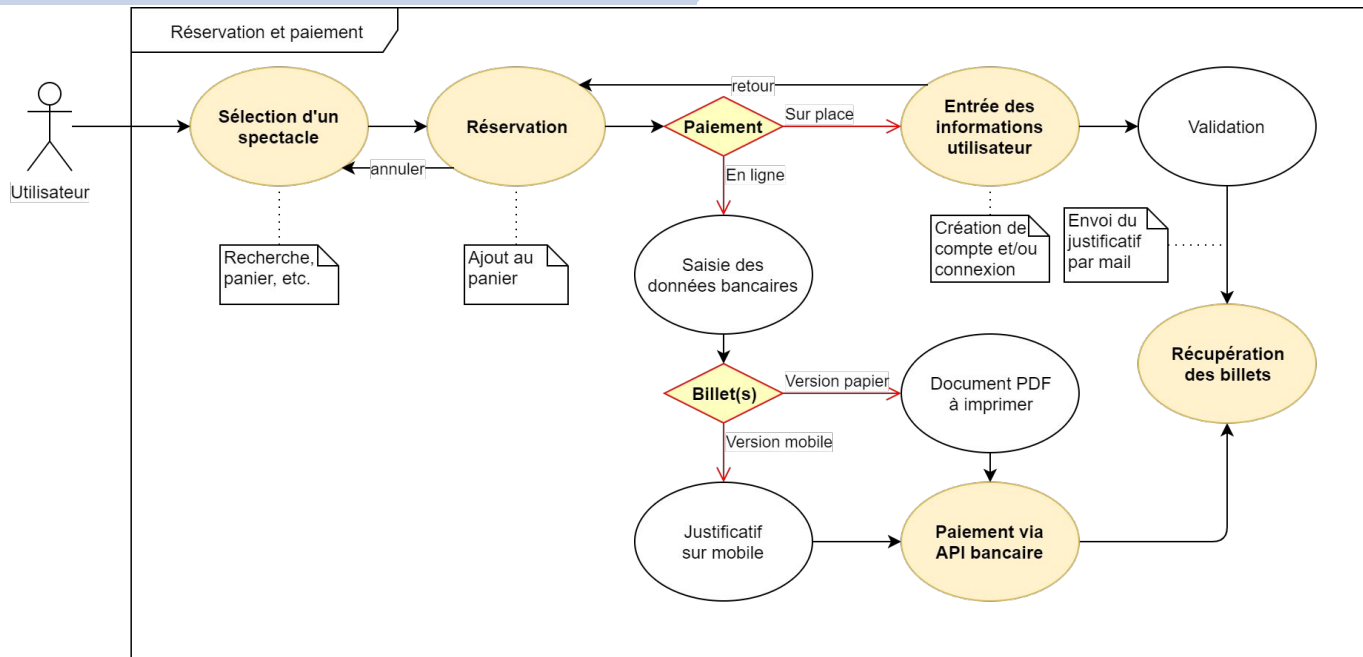 Réservation et paiement
Utilisateur
Sélection d'un
spectacle
Réservation
annuler
retour
Paiement
Sur place
En ligne
Entrée des
informations
utilisateur
Validation
Recherche,
panier, etc.
Ajout au
panier
Saisie des
données bancaires
Création de
compte et/ou
connexion
Envoi du
justificatif
par mail
Billet(s)
Version papier
Version mobile
Document PDF
à imprimer
Récupération
des billets
Justificatif
sur mobile
Paiement via
API bancaire